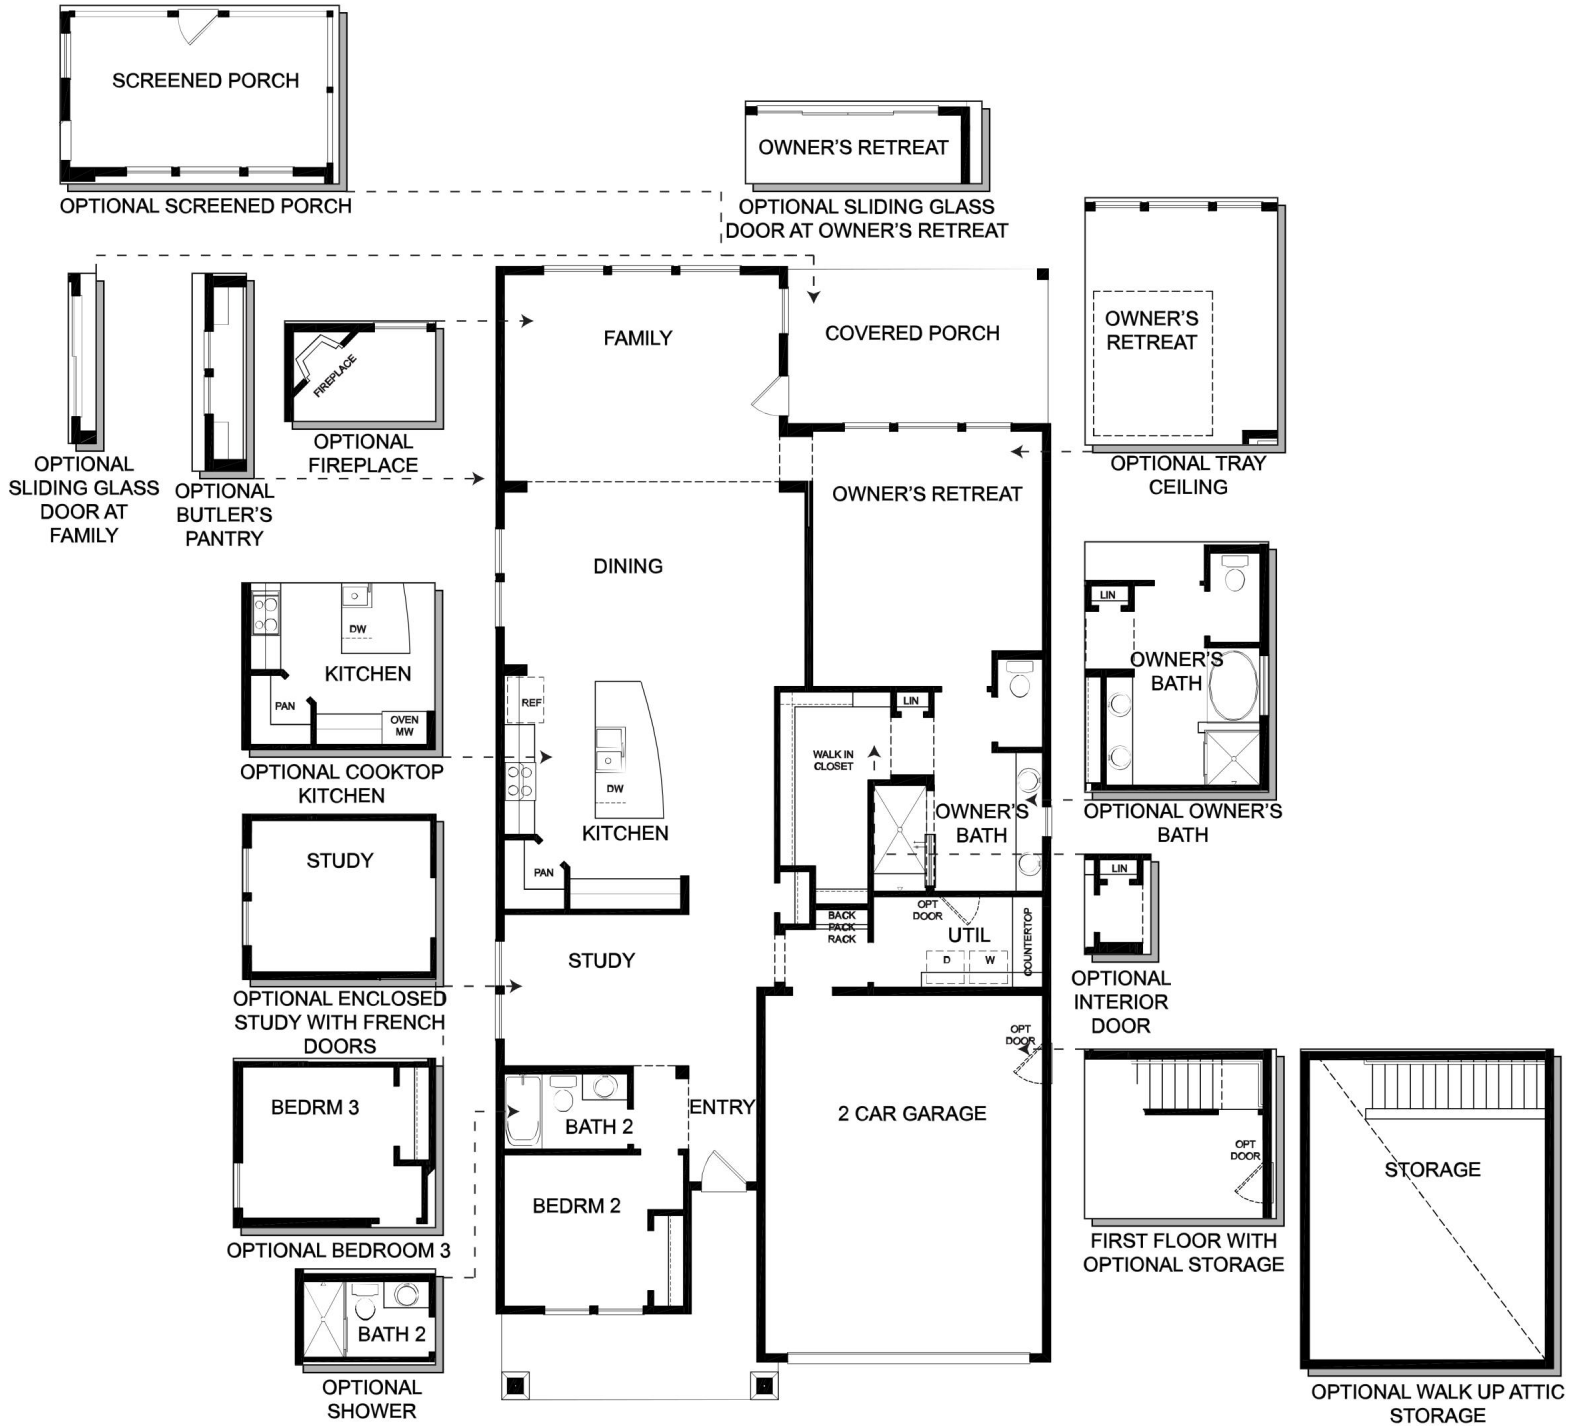 SCREENED PORCH
OPTIONAL SCREENED PORCH
OWNER'S RETREAT
OPTIONAL SLIDING GLASS
DOOR AT OWNER'S RETREAT
OPTIONAL
SLIDING GLASS
DOOR AT
FAMILY
OPTIONAL
BUTLER'S
PANTRY
FIREPLACE
OPTIONAL
FIREPLACE
FAMILY
COVERED PORCH
OWNER'S
RETREAT
OPTIONAL TRAY
CEILING
OWNER'S RETREAT
DINING
DW
KITCHEN
PAN
OVEN
MW
OPTIONAL COOKTOP
KITCHEN
REF
DW
KITCHEN
PAN
LIN
WALK IN
CLOSET
OWNER'S
BATH
LIN
OWNER'S
BATH
OPTIONAL OWNER'S
BATH
STUDY
OPTIONAL ENCLOSED
STUDY WITH FRENCH
DOORS
STUDY
BACK
PACK
RACK
OPT
DOOR
UTIL
D
W
COUNTERTOP
LIN
OPTIONAL
INTERIOR
DOOR
BEDRM 3
OPTIONAL BEDROOM 3
BATH 2
ENTRY
BEDRM 2
2 CAR GARAGE
OPT
DOOR
OPT
DOOR
FIRST FLOOR WITH
OPTIONAL STORAGE
STORAGE
OPTIONAL WALK UP ATTIC
STORAGE
BATH 2
OPTIONAL
SHOWER